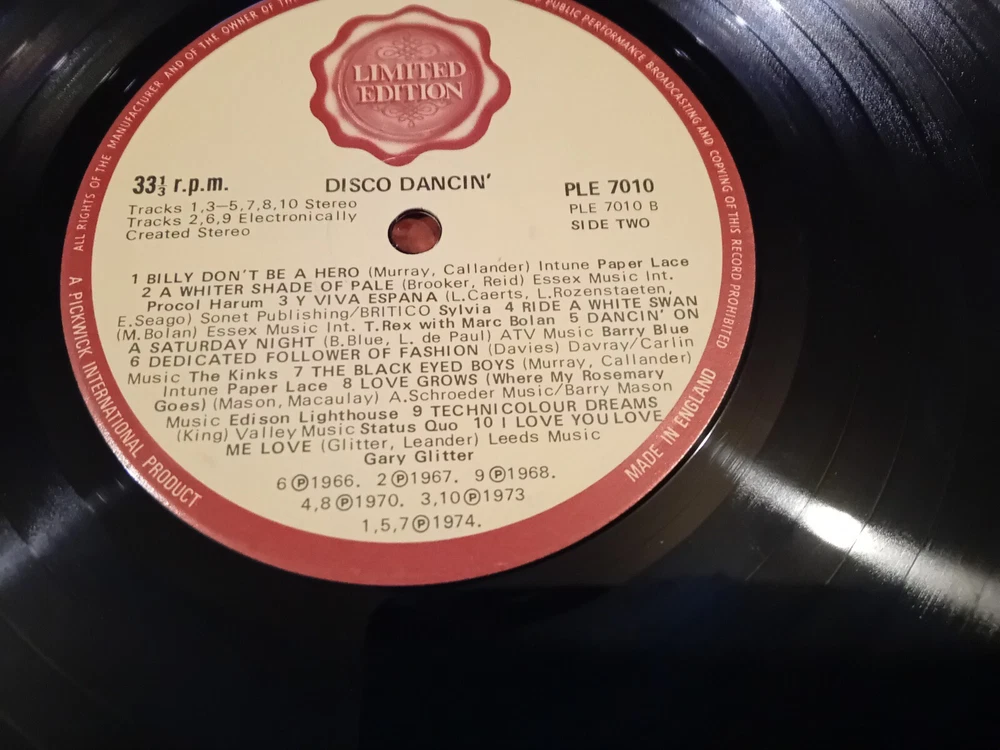 ALL RIGHTS OF THE MANUFACTURER AND OF THE OWNER OF THE
PUBLIC PERFORMANCE BROADCASTING AND COPYING OF THIS RECORD PROHIBITED
LIMITED
EDITION
33⅓ r.p.m.
DISCO DANCIN'
PLE 7010
Tracks 1,3–5,7,8,10 Stereo
Tracks 2,6,9 Electronically
Created Stereo
PLE 7010 B
SIDE TWO
1 BILLY DON'T BE A HERO (Murray, Callander) Intune Paper Lace
2 A WHITER SHADE OF PALE (Brooker, Reid) Essex Music Int.
Procol Harum 3 Y VIVA ESPANA (L.Caerts, L.Rozenstaeten,
E.Seago) Sonet Publishing/BRITICO Sylvia 4 RIDE A WHITE SWAN
(M.Bolan) Essex Music Int. T.Rex with Marc Bolan 5 DANCIN' ON
A SATURDAY NIGHT (B.Blue, L. de Paul) ATV Music Barry Blue
6 DEDICATED FOLLOWER OF FASHION (Davies) Davray/Carlin
Music The Kinks 7 THE BLACK EYED BOYS (Murray, Callander)
Intune Paper Lace 8 LOVE GROWS (Where My Rosemary
Goes) (Mason, Macaulay) A.Schroeder Music/Barry Mason
Music Edison Lighthouse 9 TECHNICOLOUR DREAMS
(King) Valley Music Status Quo 10 I LOVE YOU LOVE
ME LOVE (Glitter, Leander) Leeds Music
Gary Glitter
6 Ⓟ 1966. 2 Ⓟ 1967. 9 Ⓟ 1968.
4,8 Ⓟ 1970. 3,10 Ⓟ 1973
1,5,7 Ⓟ 1974.
A PICKWICK INTERNATIONAL PRODUCT
MADE IN ENGLAND